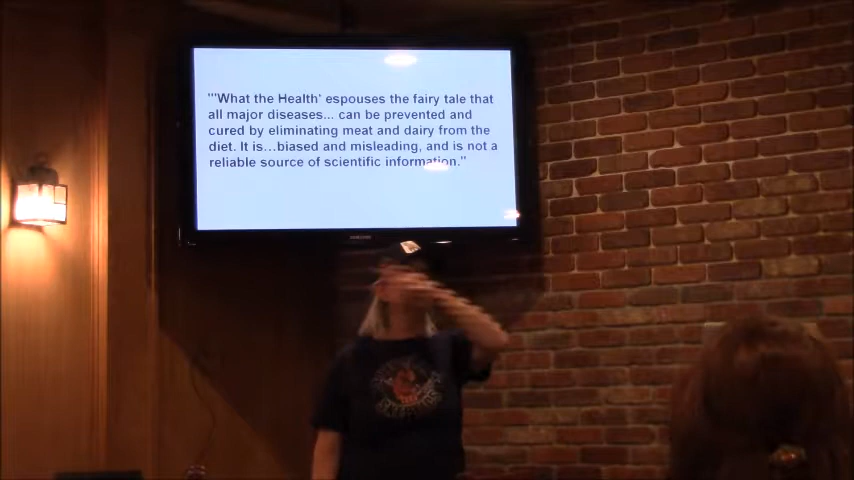 "'What the Health' espouses the fairy tale that
all major diseases... can be prevented and
cured by eliminating meat and dairy from the
diet. It is...biased and misleading, and is not a
reliable source of scientific information."